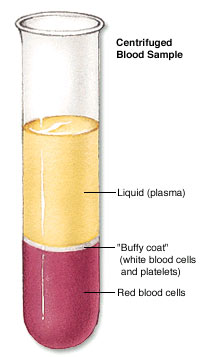 Centrifuged
Blood Sample
Liquid (plasma)
"Buffy coat"
(white blood cells
and platelets)
Red blood cells